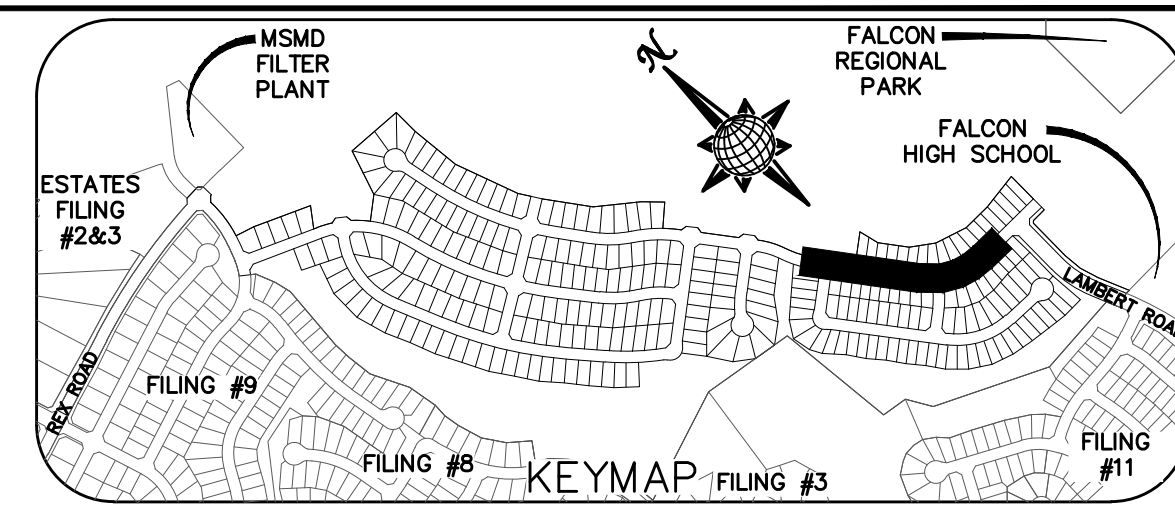 MSMD
FILTER
PLANT
N
FALCON
REGIONAL
PARK
FALCON
HIGH SCHOOL
ESTATES
FILING
#2&3
LAMBERT ROAD
REX ROAD
FILING #9
FILING #8
KEYMAP
FILING #3
FILING
#11